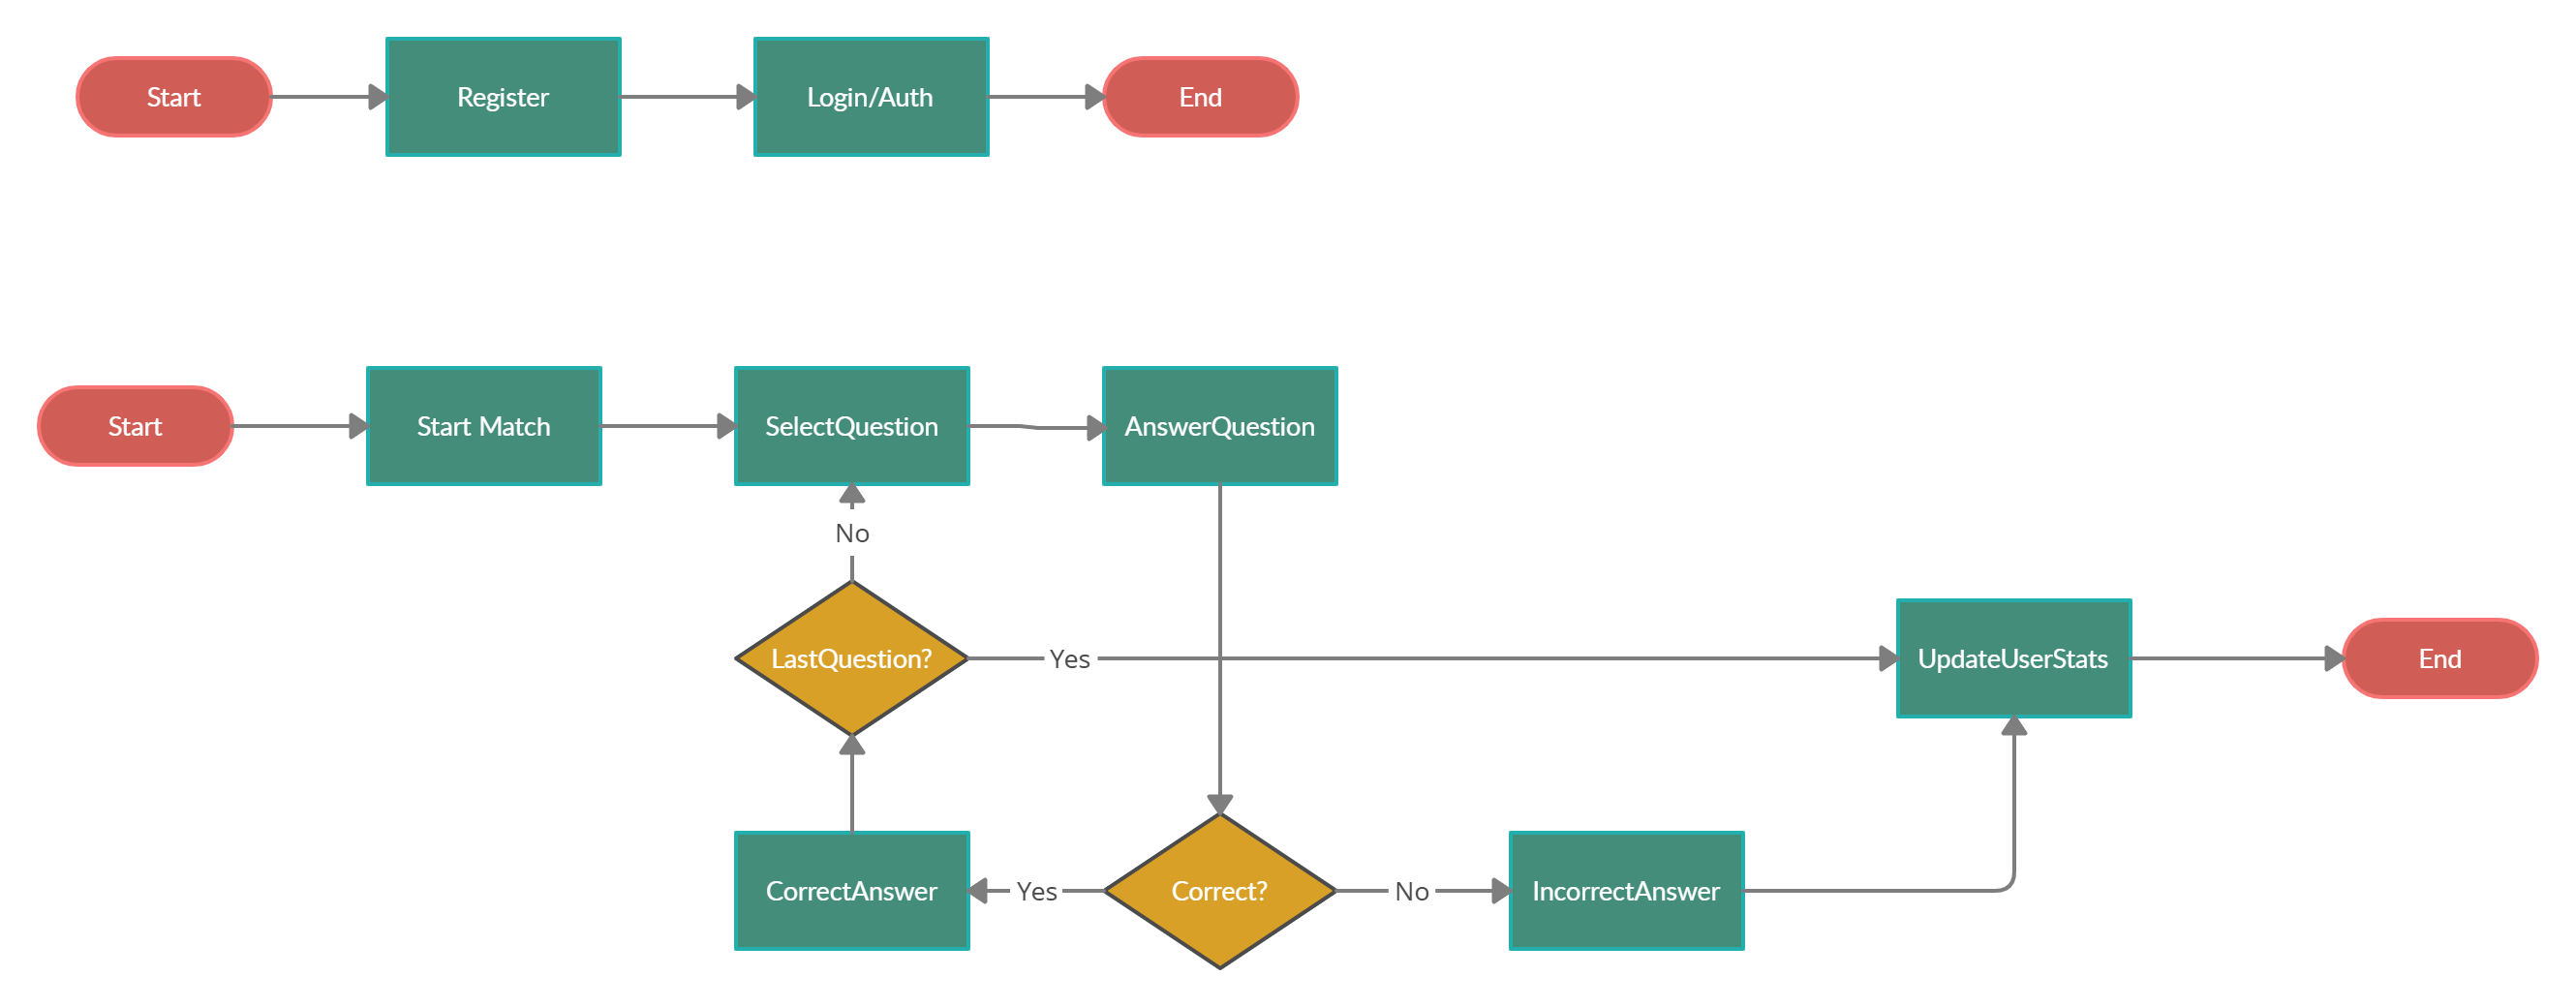 Start
Register
Login/Auth
End
Start
Start Match
SelectQuestion
AnswerQuestion
No
LastQuestion?
Yes
UpdateUserStats
End
CorrectAnswer
Yes
Correct?
No
IncorrectAnswer